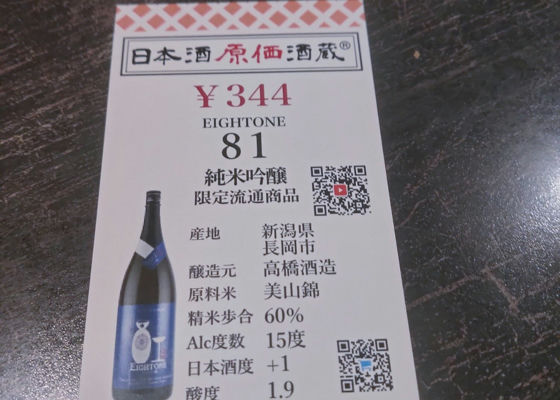 日本酒原価酒蔵®
¥344
EIGHTONE
81
純米吟醸
限定流通商品
産地 新潟県
長岡市
醸造元 高橋酒造
原料米 美山錦
精米歩合 60%
Alc度数 15度
日本酒度 +1
酸度 1.9
EIGHTONE